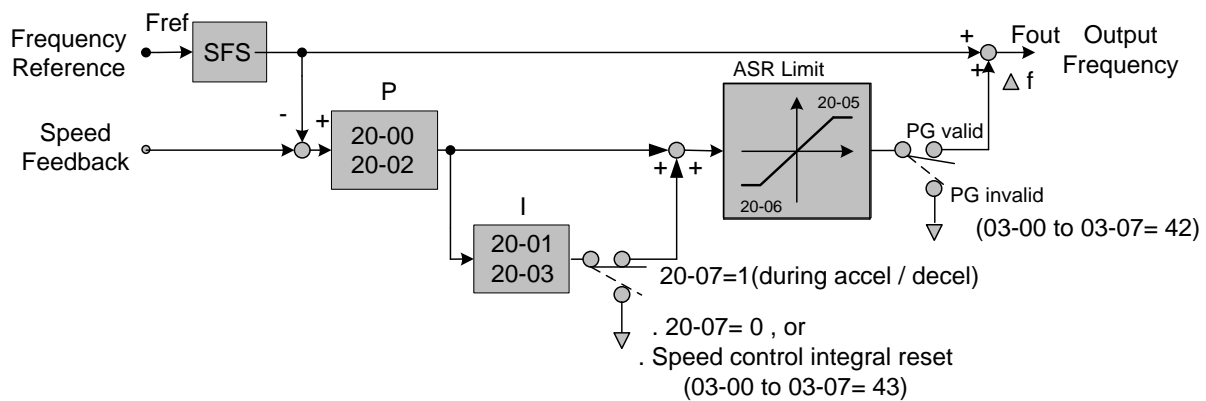 Fref
Frequency
Reference
SFS
+
Fout
Output
Frequency
+
Δ f
P
ASR Limit
-
+
20-00
20-02
Speed
Feedback
20-05
20-06
+
+
PG valid
PG invalid
(03-00 to 03-07= 42)
I
20-01
20-03
20-07=1(during accel / decel)
. 20-07= 0 , or
. Speed control integral reset
(03-00 to 03-07= 43)